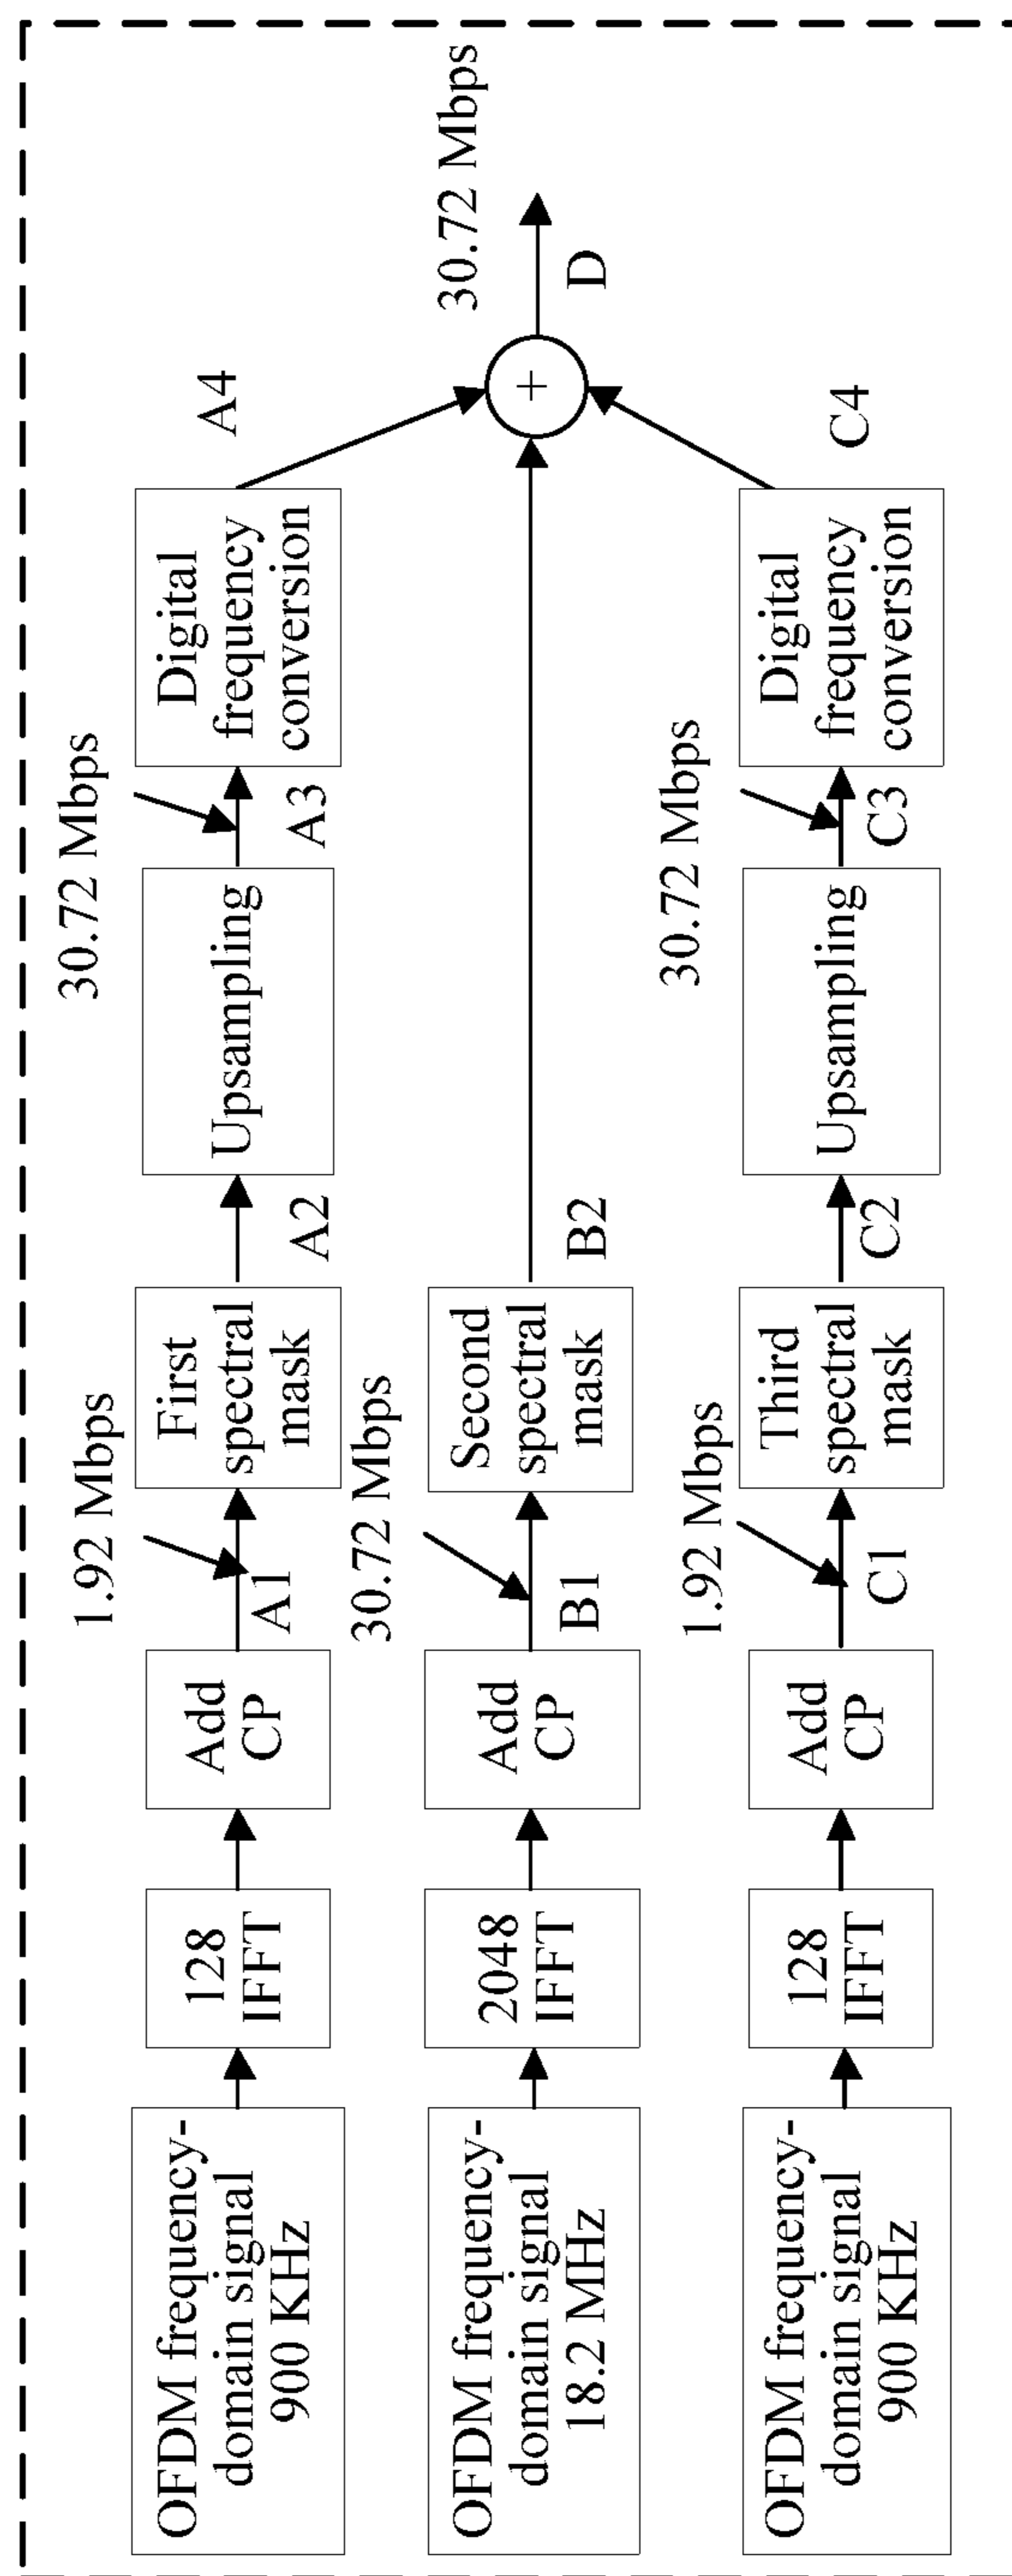 OFDM frequency-
domain signal
900 KHz
128
IFFT
Add
CP
1.92 Mbps
A1
First
spectral
mask
A2
Upsampling
30.72 Mbps
A3
Digital
frequency
conversion
A4
OFDM frequency-
domain signal
18.2 MHz
2048
IFFT
Add
CP
30.72 Mbps
B1
Second
spectral
mask
B2
+
30.72 Mbps
D
OFDM frequency-
domain signal
900 KHz
128
IFFT
Add
CP
1.92 Mbps
C1
Third
spectral
mask
C2
Upsampling
30.72 Mbps
C3
Digital
frequency
conversion
C4